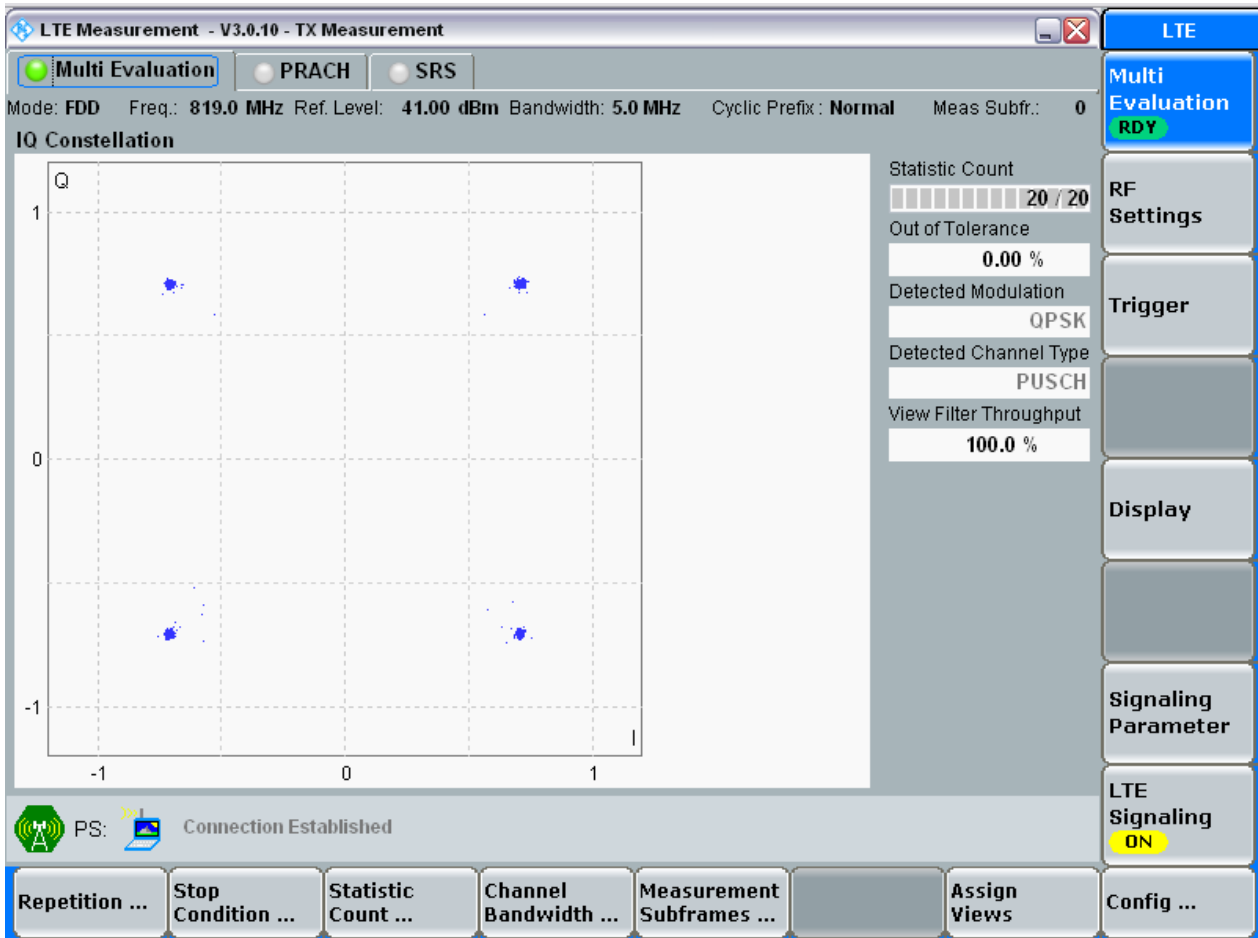 LTE Measurement - V3.0.10 - TX Measurement
LTE
Multi Evaluation PRACH SRS
Mode: FDD Freq.: 819.0 MHz Ref. Level: 41.00 dBm Bandwidth: 5.0 MHz Cyclic Prefix : Normal Meas Subfr.: 0
IQ Constellation
Q
1
0
-1
I
-1 0 1
Statistic Count
20 / 20
Out of Tolerance
0.00 %
Detected Modulation
QPSK
Detected Channel Type
PUSCH
View Filter Throughput
100.0 %
Multi
Evaluation
RDY
RF
Settings
Trigger
Display
Signaling
Parameter
LTE
Signaling
ON
PS: Connection Established
Repetition ...
Stop
Condition ...
Statistic
Count ...
Channel
Bandwidth ...
Measurement
Subframes ...
Assign
Views
Config ...